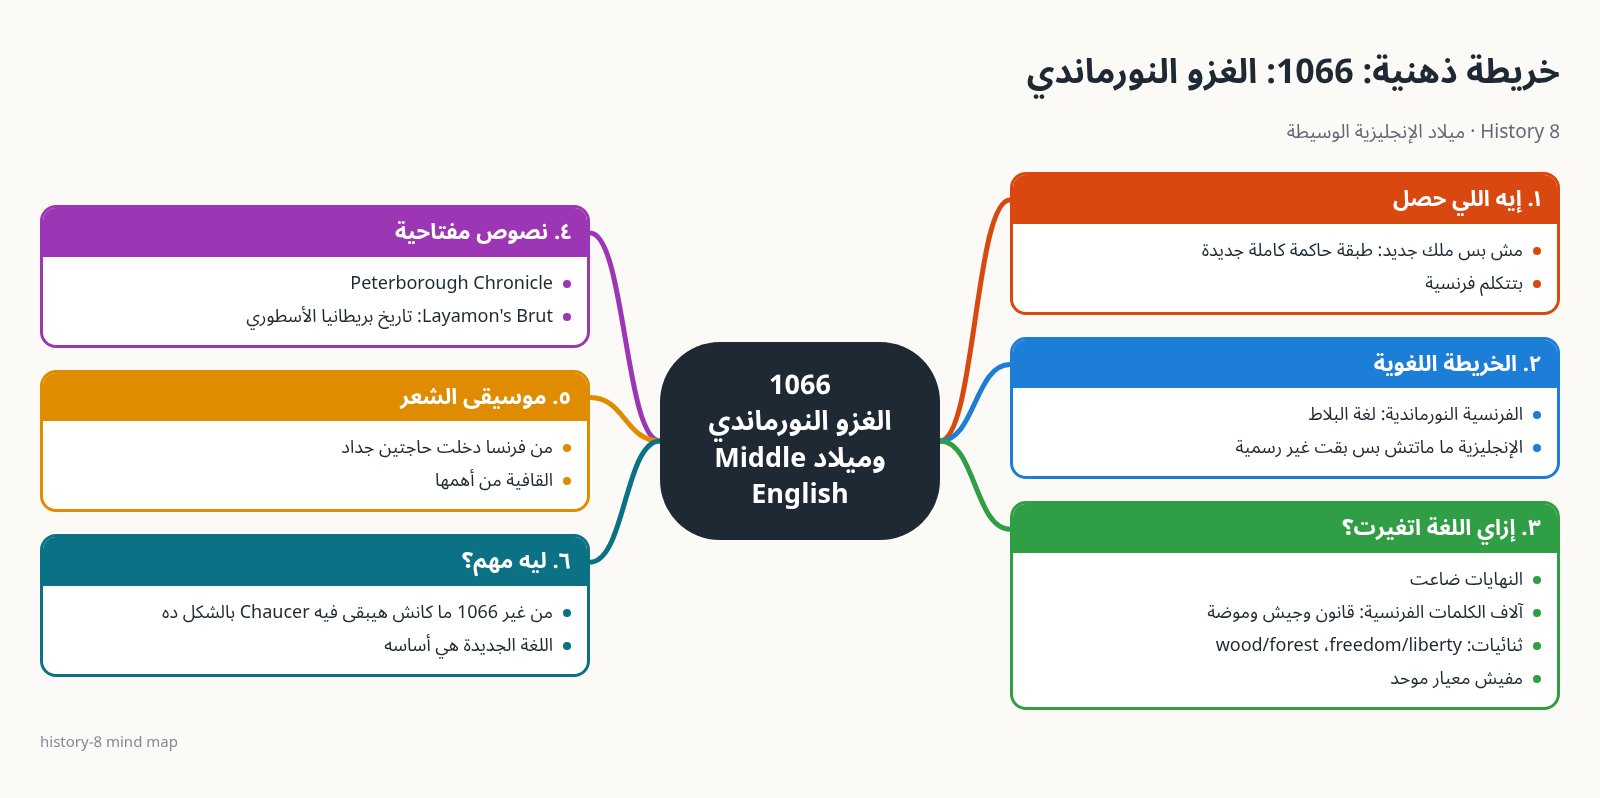 خريطة ذهنية: 1066: الغزو النورماندي
History 8 · ميلاد الإنجليزية الوسيطة
١. إيه اللي حصل
مش بس ملك جديد: طبقة حاكمة كاملة جديدة
بتتكلم فرنسية
٢. الخريطة اللغوية
الفرنسية النورماندية: لغة البلاط
الإنجليزية ما ماتتش بس بقت غير رسمية
٣. إزاي اللغة اتغيرت؟
النهايات ضاعت
آلاف الكلمات الفرنسية: قانون وجيش وموضة
ثنائيات: freedom/liberty، wood/forest
مفيش معيار موحد
1066
الغزو النورماندي
وميلاد Middle
English
٤. نصوص مفتاحية
Peterborough Chronicle
Layamon's Brut: تاريخ بريطانيا الأسطوري
٥. موسيقى الشعر
من فرنسا دخلت حاجتين جداد
القافية من أهمها
٦. ليه مهم؟
من غير 1066 ما كانش هيبقى فيه Chaucer بالشكل ده
اللغة الجديدة هي أساسه
history-8 mind map